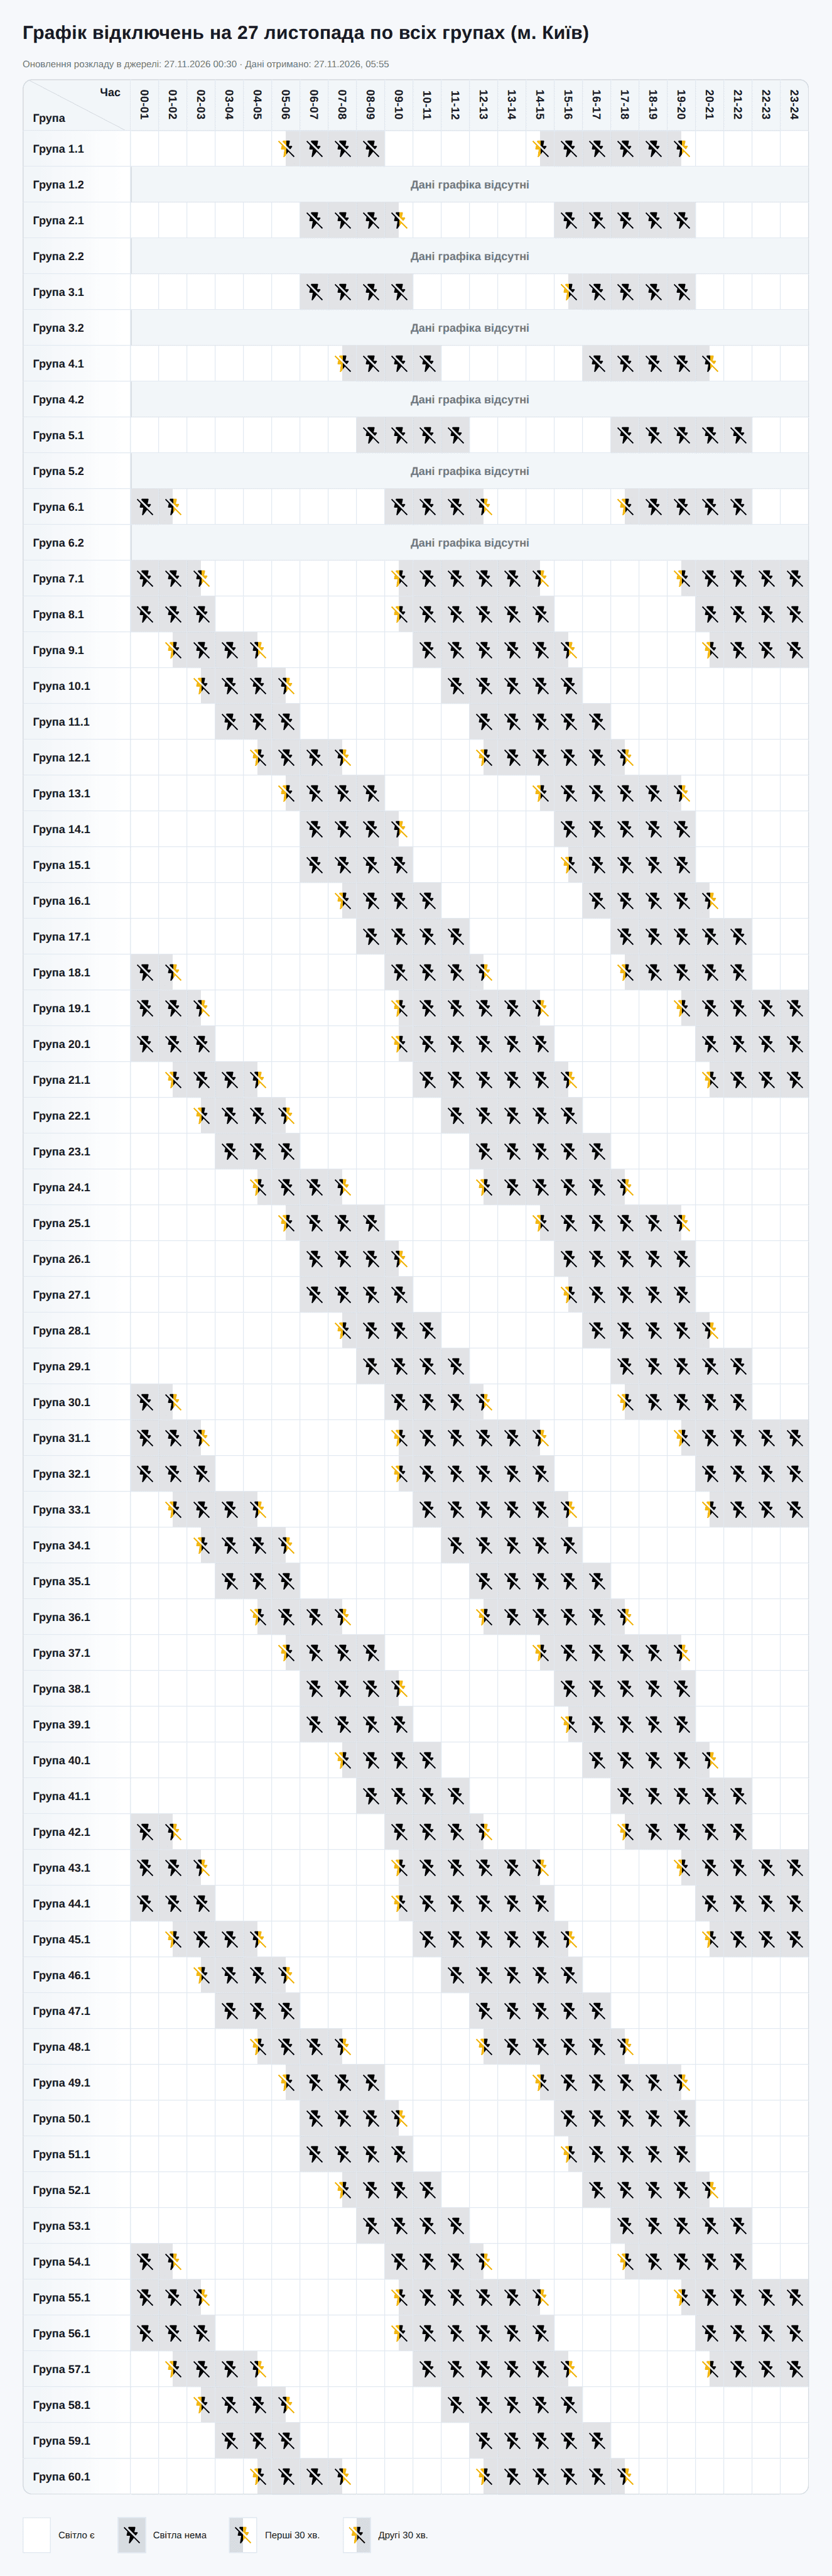 Графік відключень на 27 листопада по всіх групах (м. Київ)
Оновлення розкладу в джерелі: 27.11.2026 00:30 · Дані отримано: 27.11.2026, 05:55
Час
Група
00-01 01-02 02-03 03-04 04-05 05-06 06-07 07-08 08-09 09-10 10-11 11-12 12-13 13-14 14-15 15-16 16-17 17-18 18-19 19-20 20-21 21-22 22-23 23-24
Група 1.1
Група 1.2 Дані графіка відсутні
Група 2.1
Група 2.2 Дані графіка відсутні
Група 3.1
Група 3.2 Дані графіка відсутні
Група 4.1
Група 4.2 Дані графіка відсутні
Група 5.1
Група 5.2 Дані графіка відсутні
Група 6.1
Група 6.2 Дані графіка відсутні
Група 7.1
Група 8.1
Група 9.1
Група 10.1
Група 11.1
Група 12.1
Група 13.1
Група 14.1
Група 15.1
Група 16.1
Група 17.1
Група 18.1
Група 19.1
Група 20.1
Група 21.1
Група 22.1
Група 23.1
Група 24.1
Група 25.1
Група 26.1
Група 27.1
Група 28.1
Група 29.1
Група 30.1
Група 31.1
Група 32.1
Група 33.1
Група 34.1
Група 35.1
Група 36.1
Група 37.1
Група 38.1
Група 39.1
Група 40.1
Група 41.1
Група 42.1
Група 43.1
Група 44.1
Група 45.1
Група 46.1
Група 47.1
Група 48.1
Група 49.1
Група 50.1
Група 51.1
Група 52.1
Група 53.1
Група 54.1
Група 55.1
Група 56.1
Група 57.1
Група 58.1
Група 59.1
Група 60.1
Світло є Світла нема Перші 30 хв. Другі 30 хв.